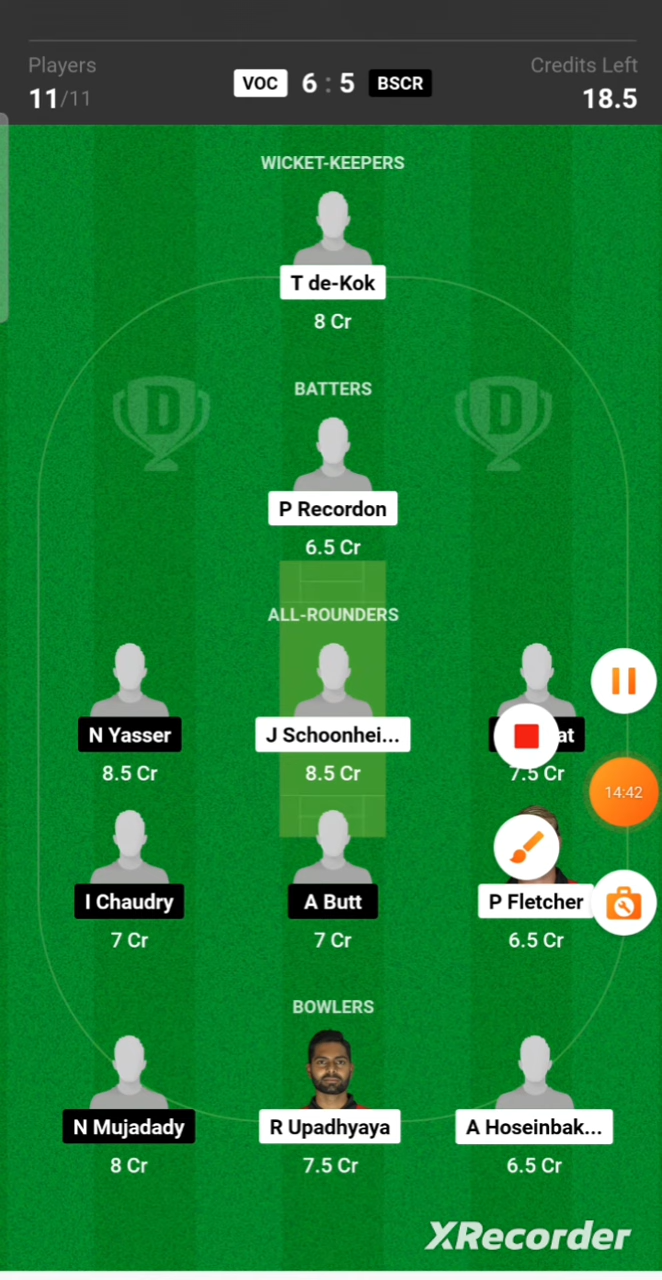 Players
Credits Left
11/11
VOC 6 : 5 BSCR
18.5
WICKET-KEEPERS
T de-Kok
8 Cr
BATTERS
P Recordon
6.5 Cr
ALL-ROUNDERS
N Yasser
J Schoonhei...
at
8.5 Cr
8.5 Cr
7.5 Cr
14:42
I Chaudry
A Butt
P Fletcher
7 Cr
7 Cr
6.5 Cr
BOWLERS
N Mujadady
R Upadhyaya
A Hoseinbak...
8 Cr
7.5 Cr
6.5 Cr
XRecorder